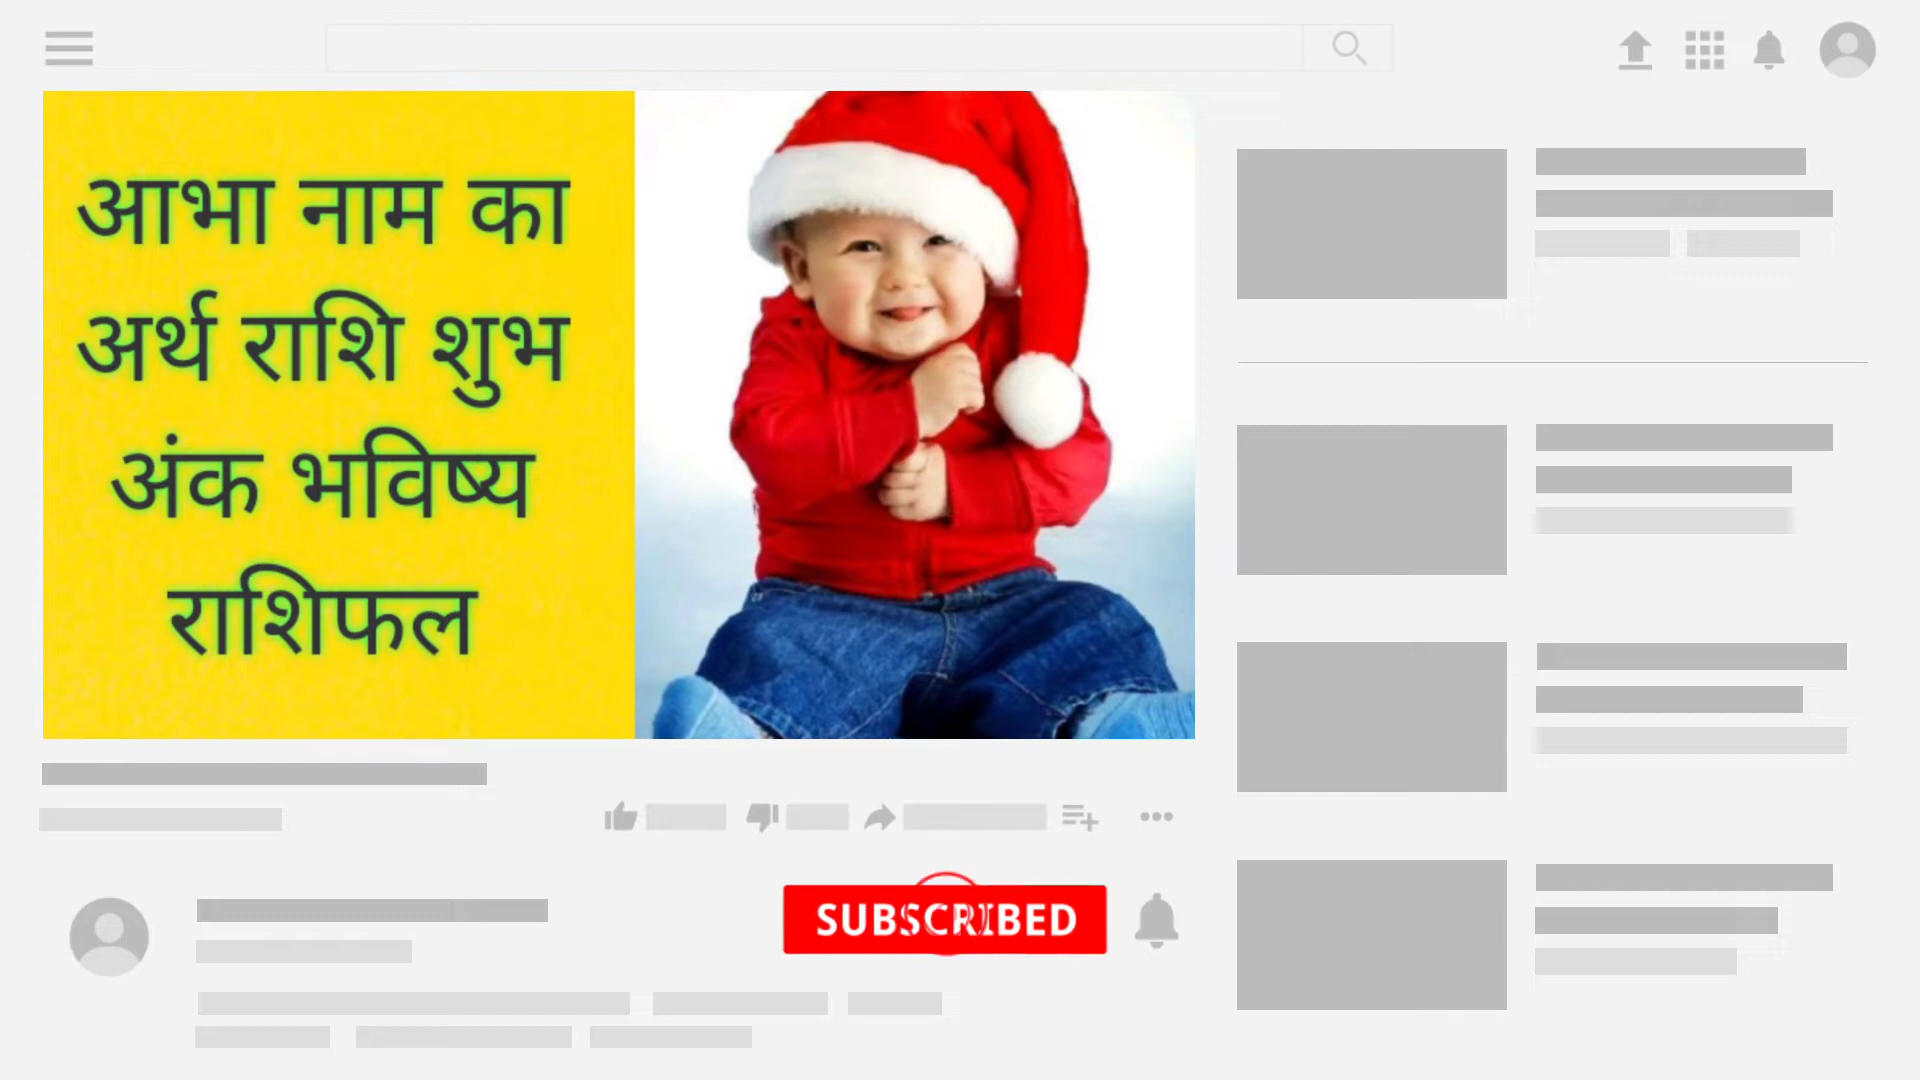 आभा नाम का
अर्थ राशि शुभ
अंक भविष्य
राशिफल
SUBSCRIBED